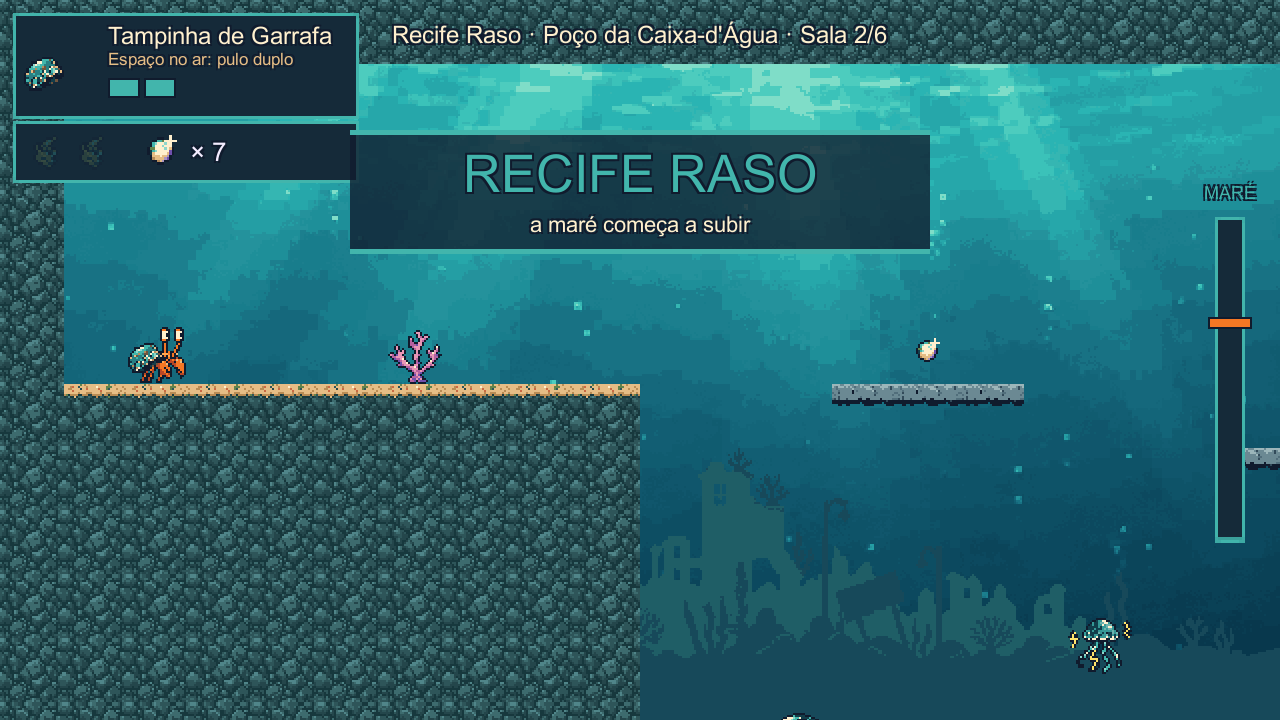 Tampinha de Garrafa
Espaço no ar: pulo duplo
× 7
Recife Raso · Poço da Caixa-d'Água · Sala 2/6
RECIFE RASO
a maré começa a subir
MARÉ